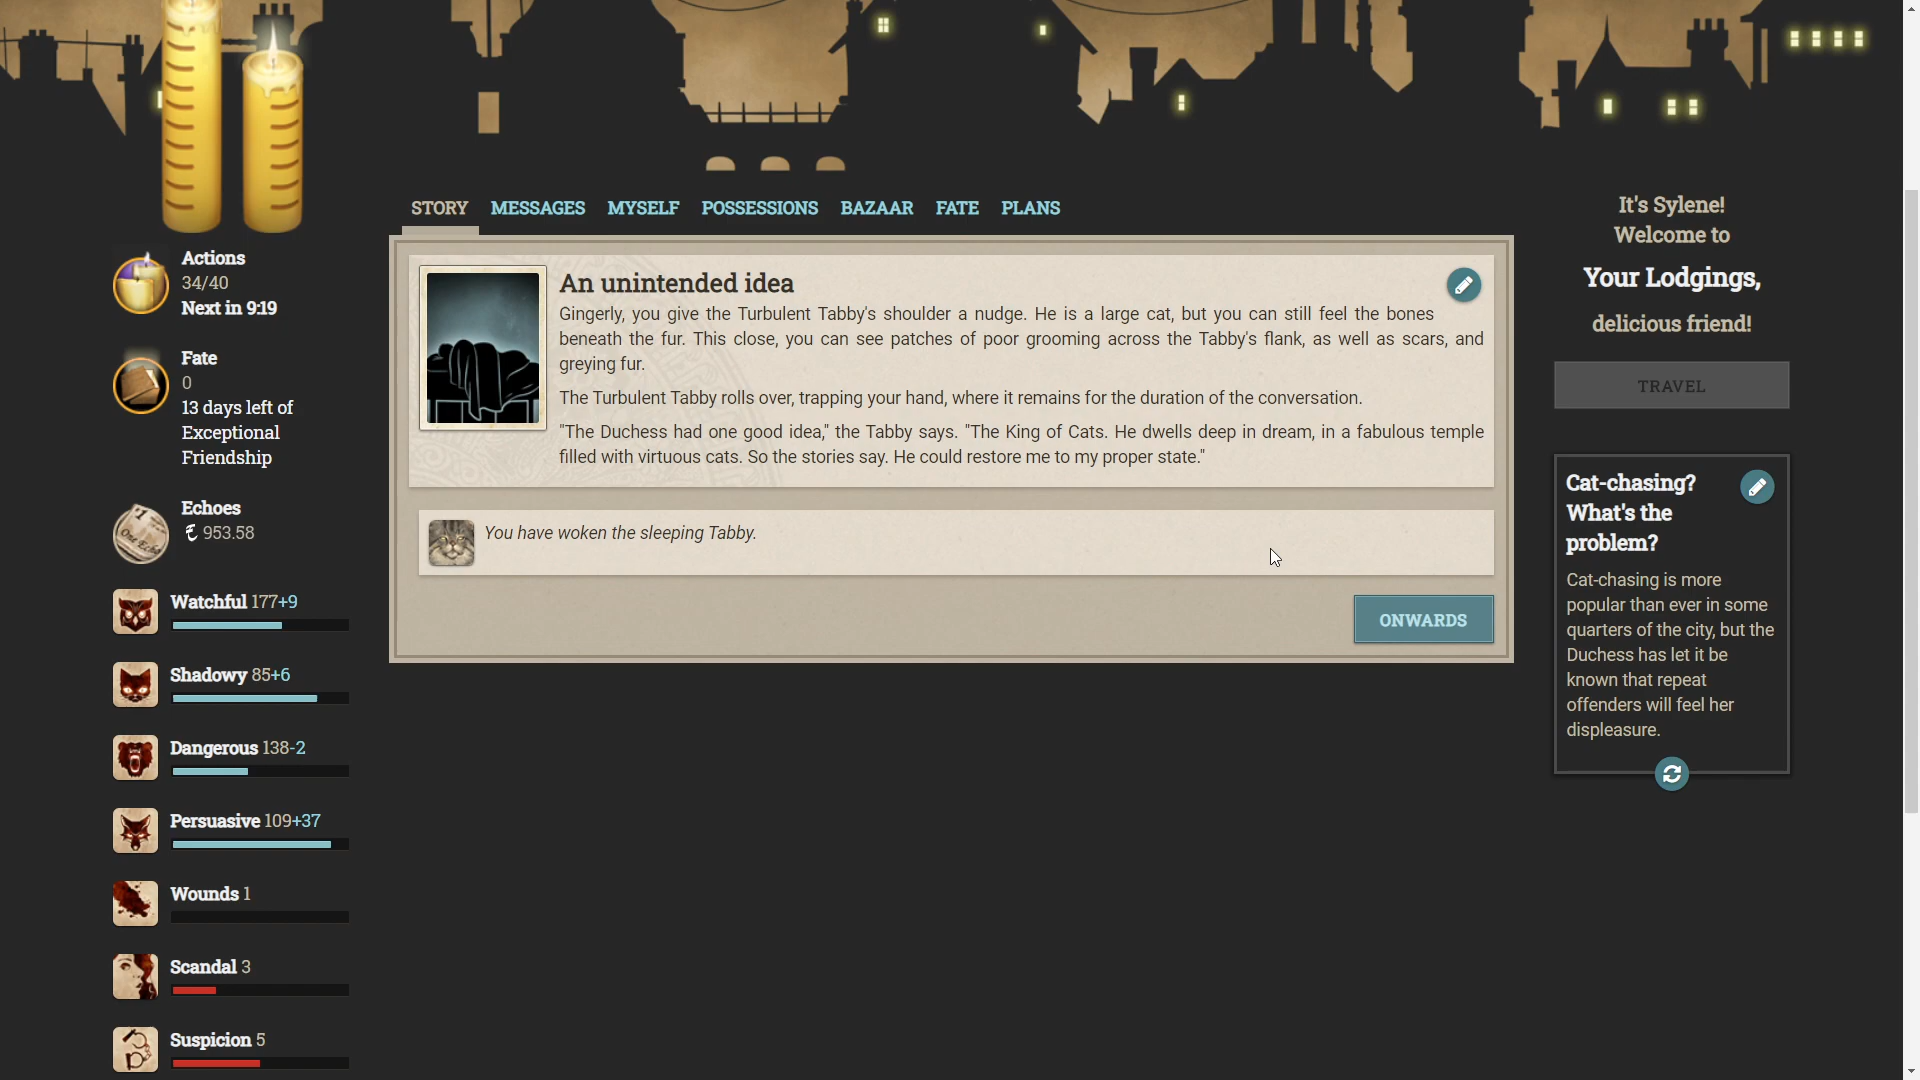 STORY MESSAGES MYSELF POSSESSIONS BAZAAR FATE PLANS
Actions
34/40
Next in 9:19
Fate
0
13 days left of
Exceptional
Friendship
Echoes
953.58
Watchful 177+9
Shadowy 85+6
Dangerous 138-2
Persuasive 109+37
Wounds 1
Scandal 3
Suspicion 5
An unintended idea
Gingerly, you give the Turbulent Tabby's shoulder a nudge. He is a large cat, but you can still feel the bones
beneath the fur. This close, you can see patches of poor grooming across the Tabby's flank, as well as scars, and
greying fur.
The Turbulent Tabby rolls over, trapping your hand, where it remains for the duration of the conversation.
"The Duchess had one good idea," the Tabby says. "The King of Cats. He dwells deep in dream, in a fabulous temple
filled with virtuous cats. So the stories say. He could restore me to my proper state."
You have woken the sleeping Tabby.
ONWARDS
It's Sylene!
Welcome to
Your Lodgings,
delicious friend!
TRAVEL
Cat-chasing?
What's the
problem?
Cat-chasing is more
popular than ever in some
quarters of the city, but the
Duchess has let it be
known that repeat
offenders will feel her
displeasure.